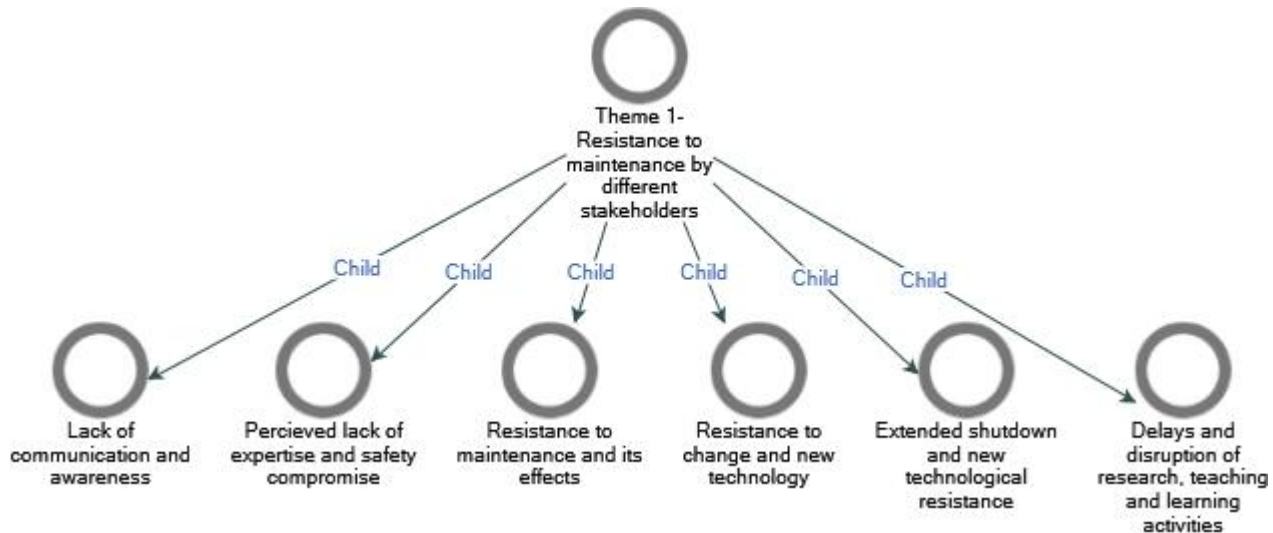 Theme 1-
Resistance to
maintenance by
different
stakeholders
Child
Child
Child
Child
Child
Child
Lack of
communication and
awareness
Percieved lack of
expertise and safety
compromise
Resistance to
maintenance and its
effects
Resistance to
change and new
technology
Extended shutdown
and new
technological
resistance
Delays and
disruption of
research, teaching
and learning
activities